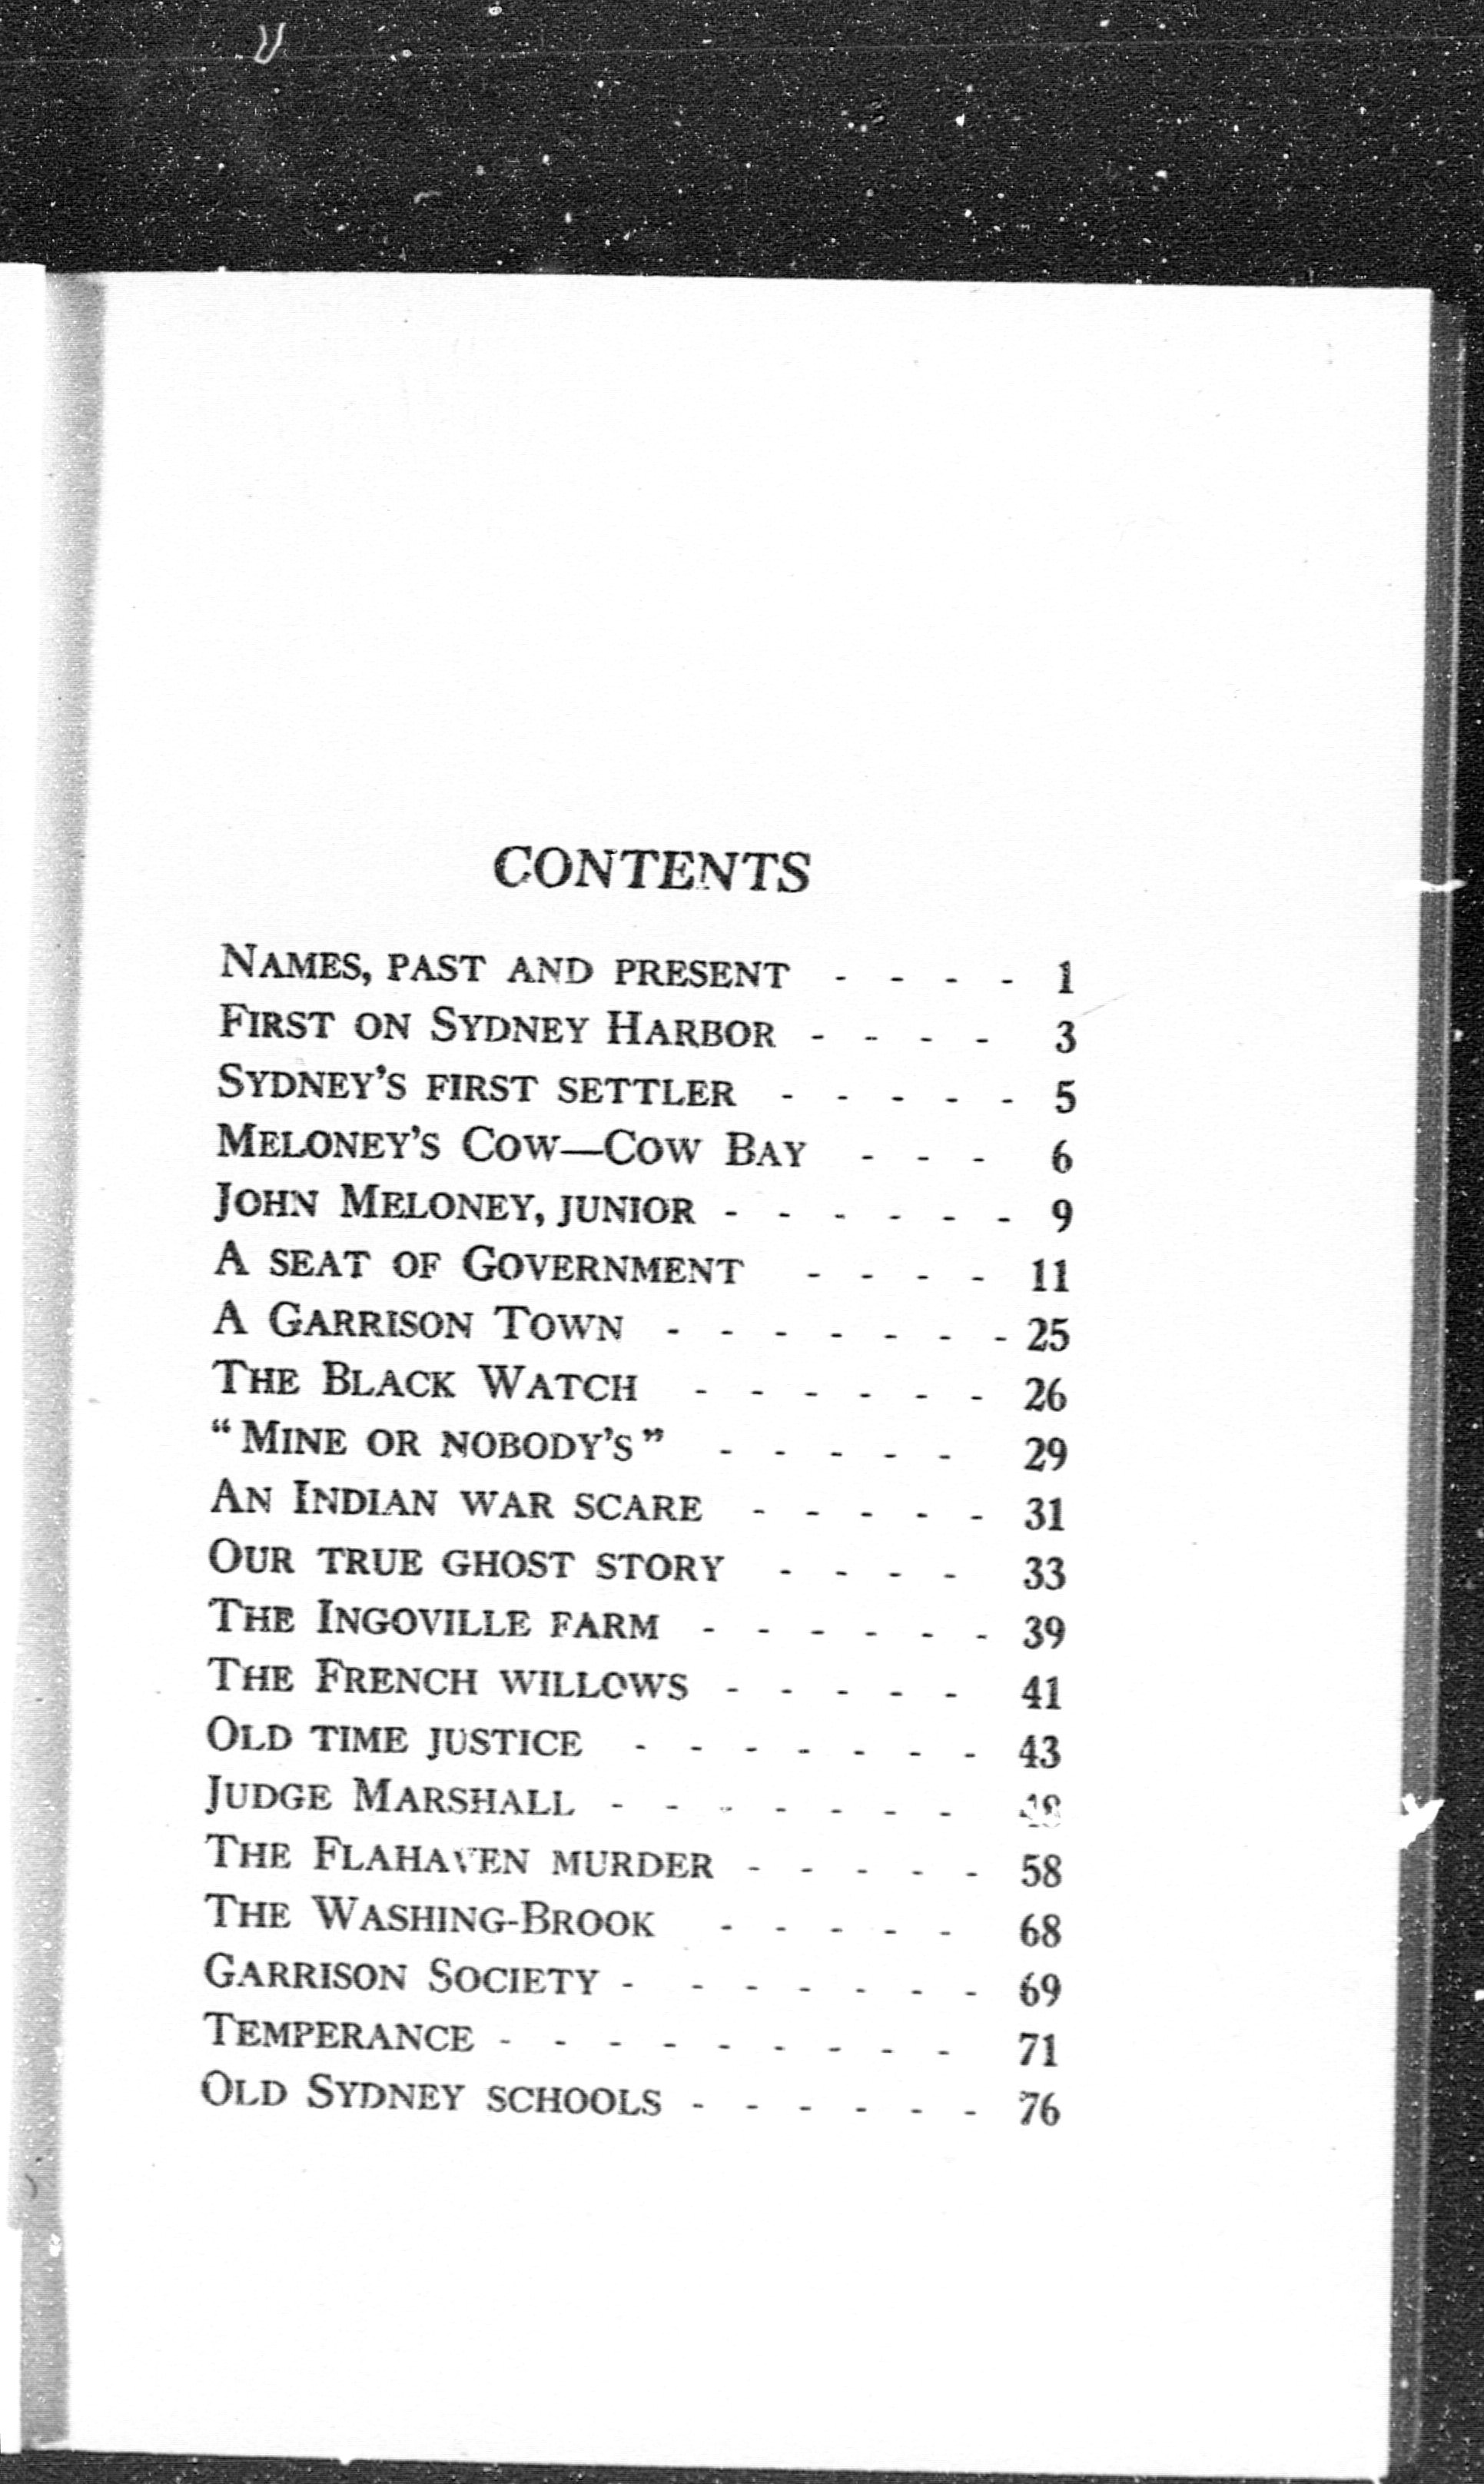 CONTENTS
NAMES, PAST AND PRESENT - - - - 1
FIRST ON SYDNEY HARBOR - - - - 3
SYDNEY'S FIRST SETTLER - - - - - 5
MELONEY'S COW—COW BAY - - - 6
JOHN MELONEY, JUNIOR - - - - - - 9
A SEAT OF GOVERNMENT - - - - 11
A GARRISON TOWN - - - - - - - 25
THE BLACK WATCH - - - - - - 26
"MINE OR NOBODY'S" - - - - - 29
AN INDIAN WAR SCARE - - - - - 31
OUR TRUE GHOST STORY - - - - 33
THE INGOVILLE FARM - - - - - - 39
THE FRENCH WILLOWS - - - - - 41
OLD TIME JUSTICE - - - - - - - 43
JUDGE MARSHALL - - - - - - - 48
THE FLAHAVEN MURDER - - - - - 58
THE WASHING-BROOK - - - - - 68
GARRISON SOCIETY - - - - - - - 69
TEMPERANCE - - - - - - - - - 71
OLD SYDNEY SCHOOLS - - - - - - 76